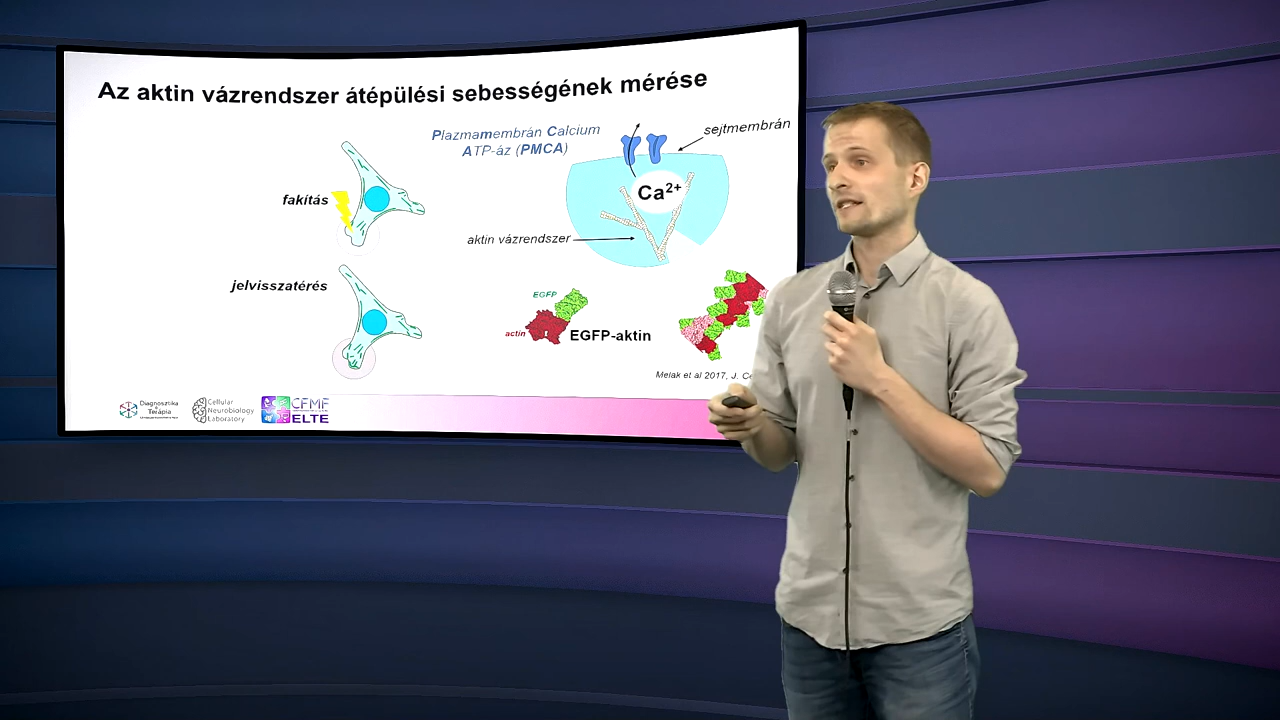 Az aktin vázrendszer átépülési sebességének mérése
Plazmamembrán Calcium
ATP-áz (PMCA)
sejtmembrán
fakítás
Ca2+
aktin vázrendszer
jelvisszatérés
EGFP
actin
EGFP-aktin
Melak et al 2017, J.
Diagnosztika
Terápia
Cellular
Neurobiology
Laboratory
CFMF
ELTE